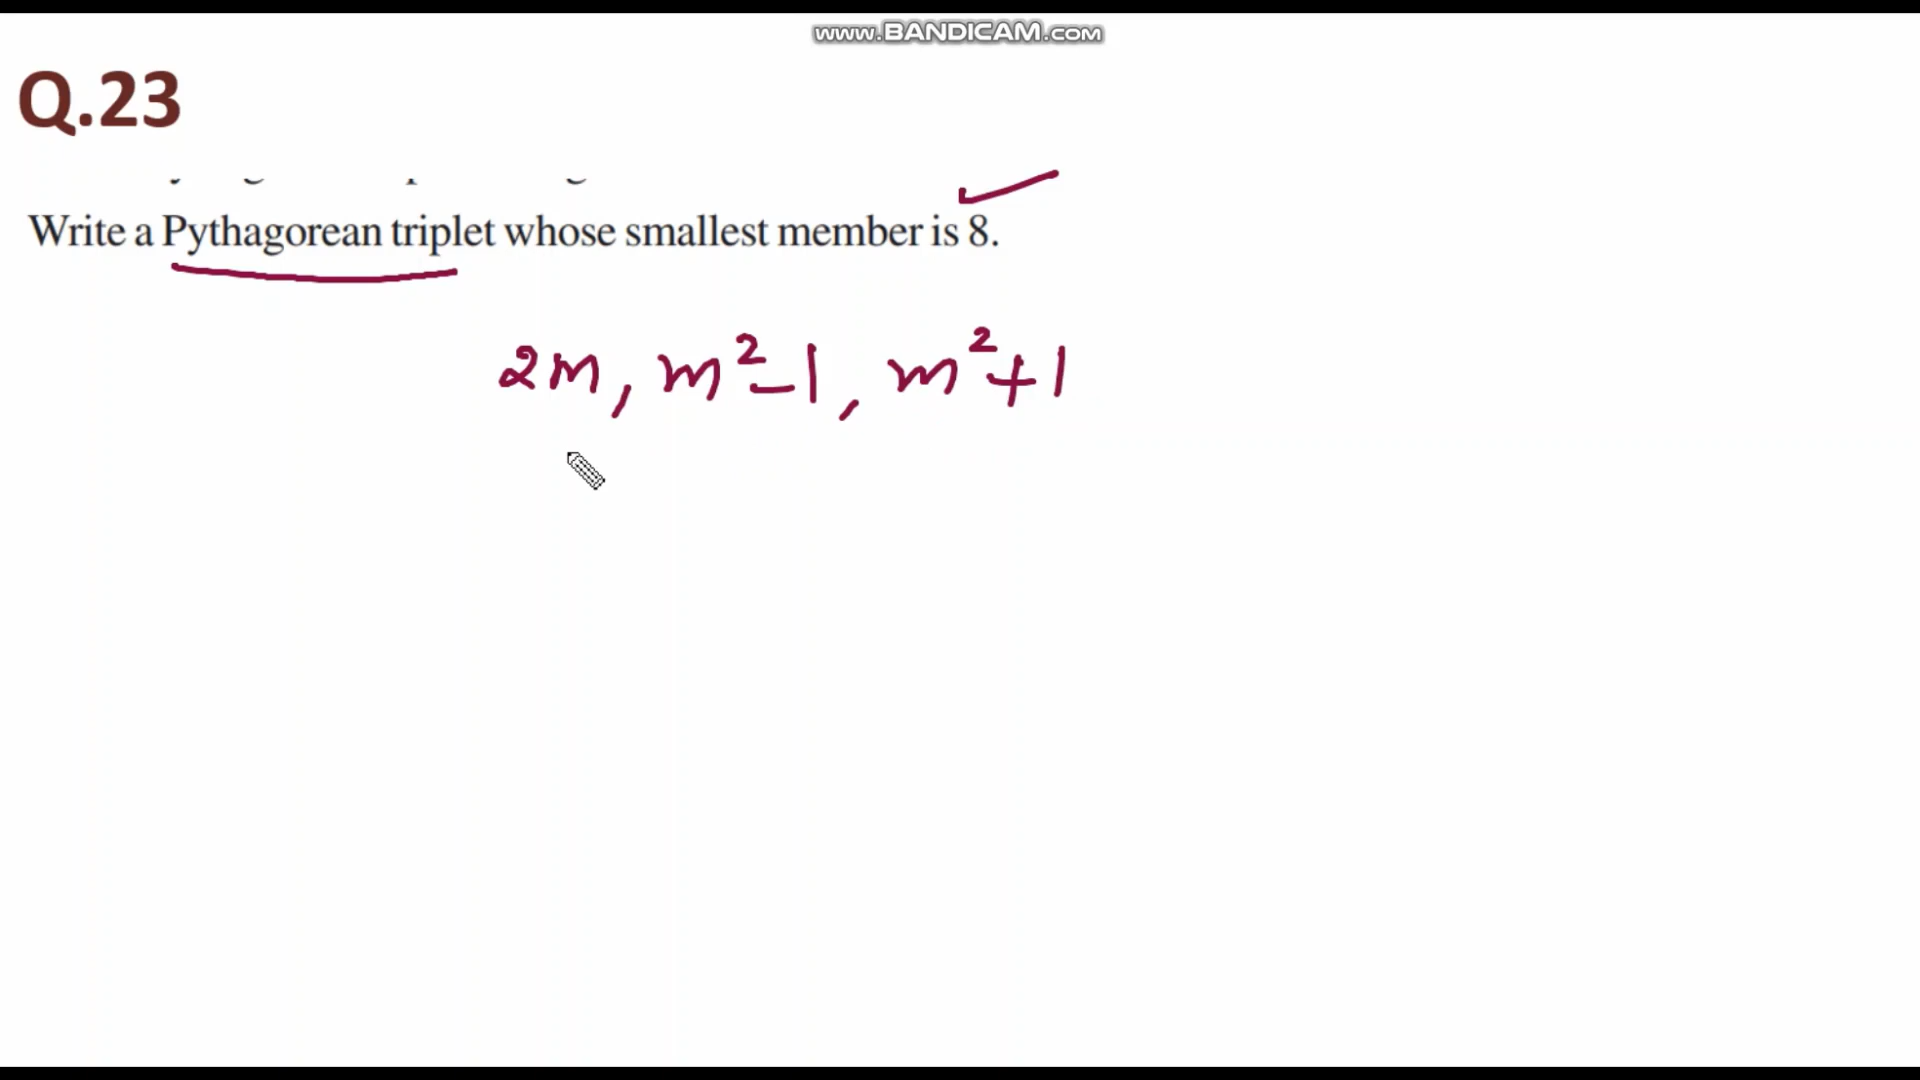 www.BANDICAM.com
Q.23
Write a Pythagorean triplet whose smallest member is 8.
2m, m²-1, m²+1